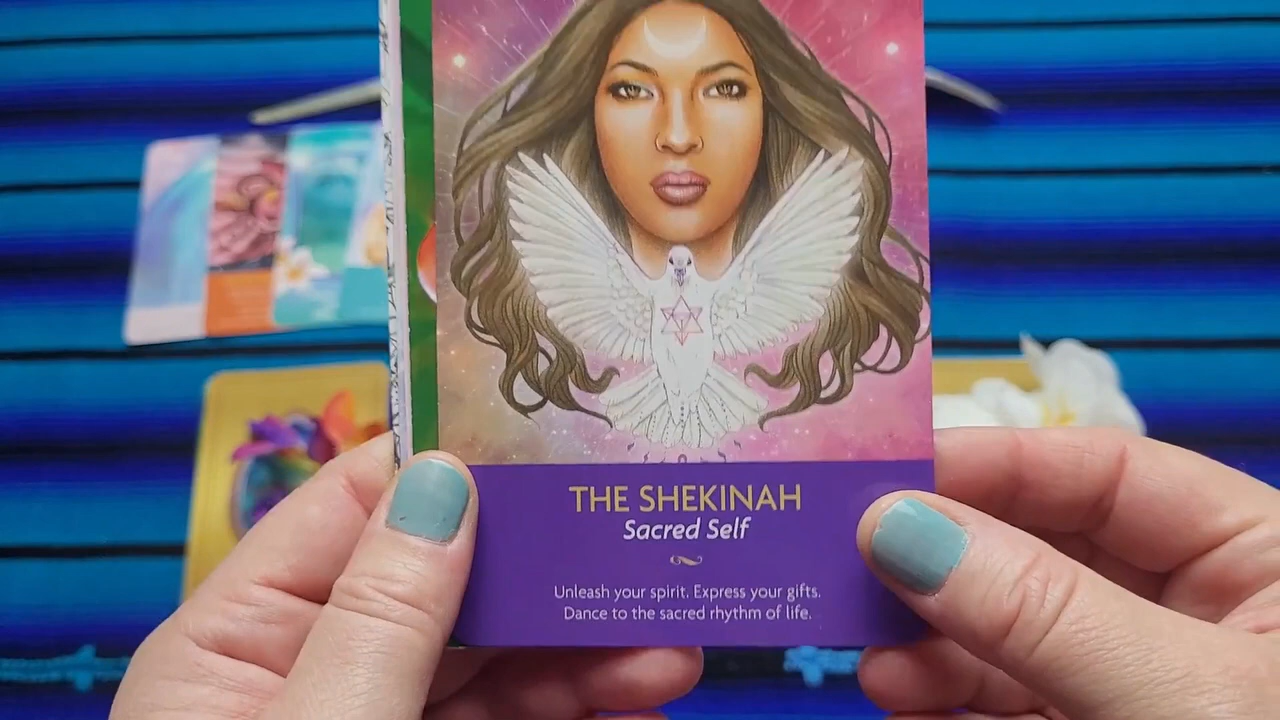 THE SHEKINAH
Sacred Self
Unleash your spirit. Express your gifts.
Dance to the sacred rhythm of life.